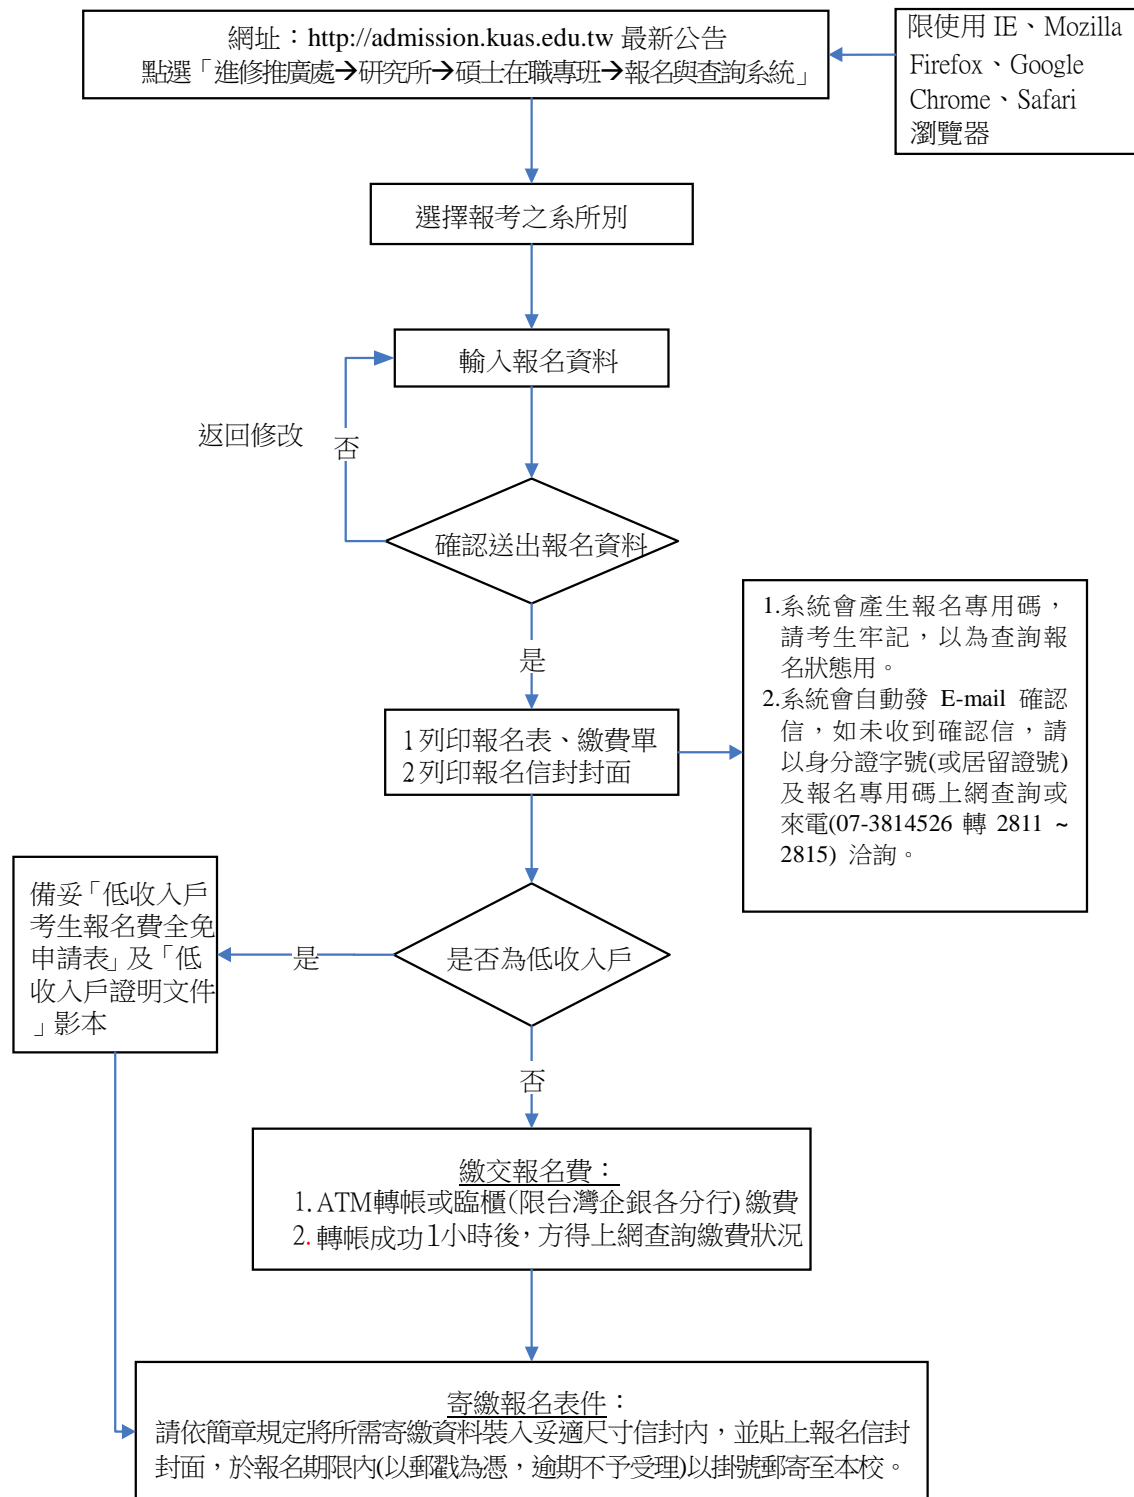 網址：http://admission.kuas.edu.tw 最新公告
點選「進修推廣處→研究所→碩士在職專班→報名與查詢系統」
限使用 IE、Mozilla
Firefox、Google
Chrome、Safari
瀏覽器
選擇報考之系所別
輸入報名資料
返回修改
否
確認送出報名資料
是
1.系統會產生報名專用碼，
請考生牢記，以為查詢報
名狀態用。
2.系統會自動發 E-mail 確認
信，如未收到確認信，請
以身分證字號(或居留證號)
及報名專用碼上網查詢或
來電(07-3814526 轉 2811 ~
2815) 洽詢。
1列印報名表、繳費單
2列印報名信封封面
備妥「低收入戶
考生報名費全免
申請表」及「低
收入戶證明文件
」影本
是
是否為低收入戶
否
繳交報名費：
1. ATM轉帳或臨櫃(限台灣企銀各分行) 繳費
2. 轉帳成功1小時後，方得上網查詢繳費狀況
寄繳報名表件：
請依簡章規定將所需寄繳資料裝入妥適尺寸信封內，並貼上報名信封
封面，於報名期限內(以郵戳為憑，逾期不予受理)以掛號郵寄至本校。